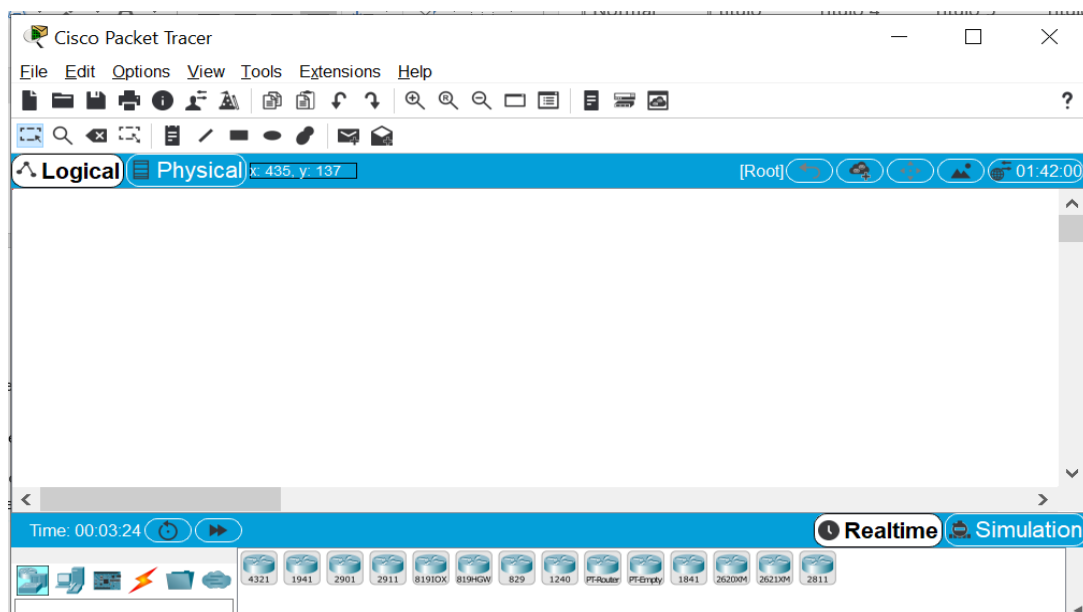 Cisco Packet Tracer
File Edit Options View Tools Extensions Help
?
Logical Physical x: 435, y: 137 [Root] 01:42:00
Time: 00:03:24 Realtime Simulation
4321 1941 2901 2911 819IOX 819HGW 829 1240 PT-Router PT-Empty 1841 2620XM 2621XM 2811